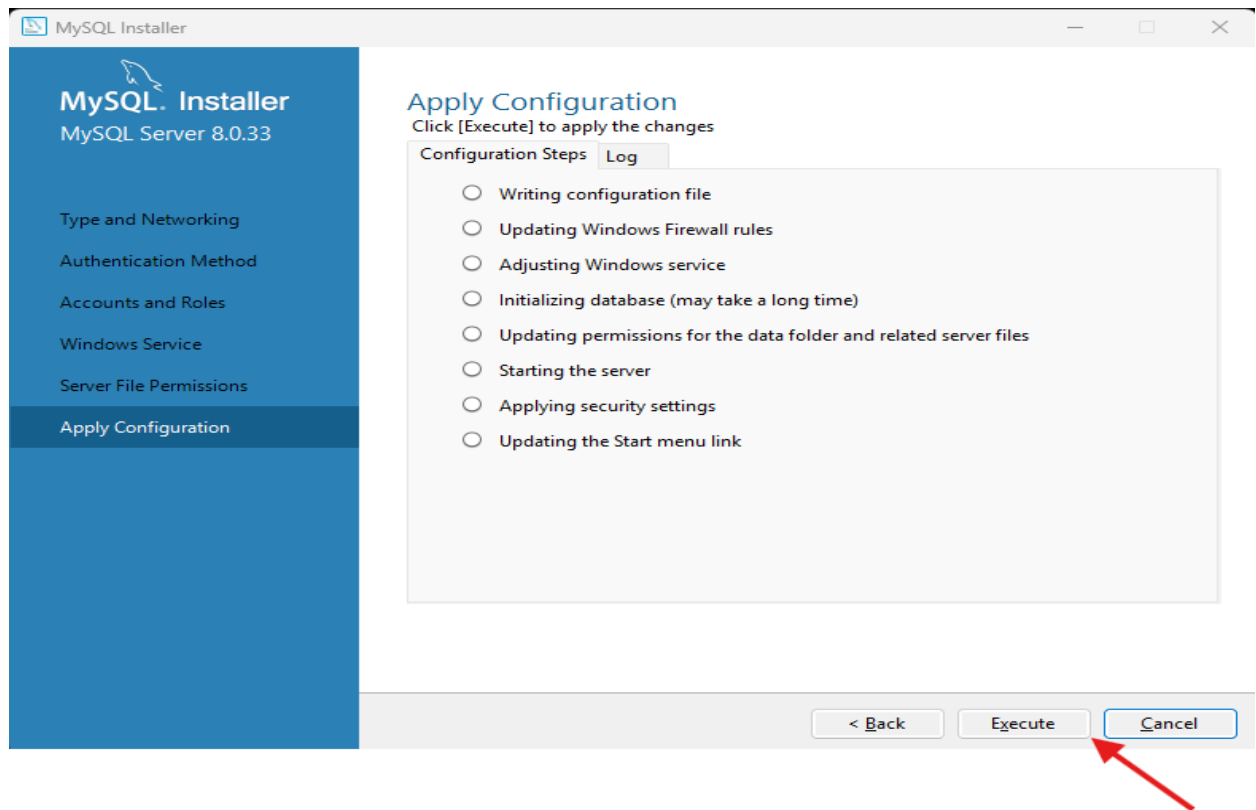 MySQL Installer
MySQL. Installer
MySQL Server 8.0.33
Type and Networking
Authentication Method
Accounts and Roles
Windows Service
Server File Permissions
Apply Configuration
Apply Configuration
Click [Execute] to apply the changes
Configuration Steps Log
Writing configuration file
Updating Windows Firewall rules
Adjusting Windows service
Initializing database (may take a long time)
Updating permissions for the data folder and related server files
Starting the server
Applying security settings
Updating the Start menu link
< Back Execute Cancel